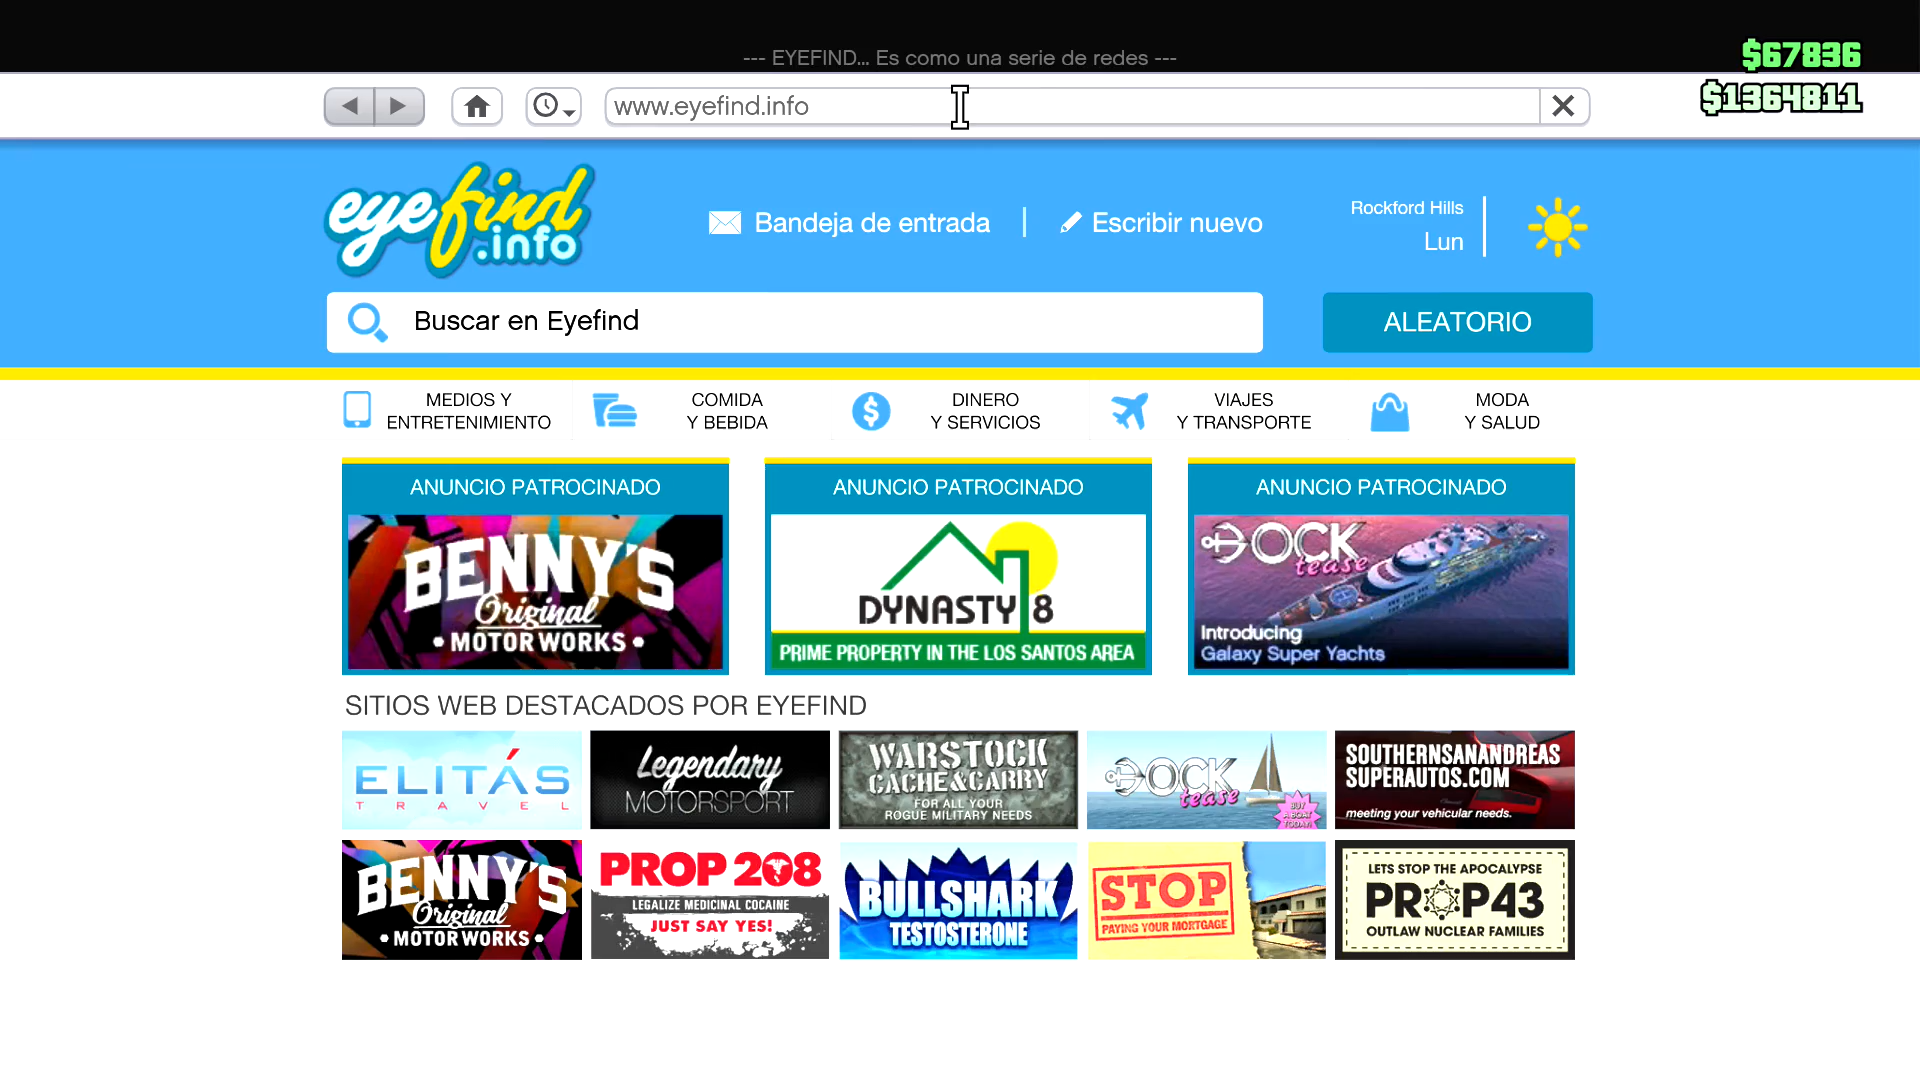 --- EYEFIND... Es como una serie de redes ---
$67836
$1364811
www.eyefind.info
eyefind
.info
Bandeja de entrada
Escribir nuevo
Rockford Hills
Lun
Buscar en Eyefind
ALEATORIO
MEDIOS Y
ENTRETENIMIENTO
COMIDA
Y BEBIDA
DINERO
Y SERVICIOS
VIAJES
Y TRANSPORTE
MODA
Y SALUD
ANUNCIO PATROCINADO
BENNY'S
Original
• MOTOR WORKS •
ANUNCIO PATROCINADO
DYNASTY 8
PRIME PROPERTY IN THE LOS SANTOS AREA
ANUNCIO PATROCINADO
DOCK
tease
Introducing
Galaxy Super Yachts
SITIOS WEB DESTACADOS POR EYEFIND
ELITÁS
TRAVEL
Legendary
MOTORSPORT
WARSTOCK
CACHE & CARRY
FOR ALL YOUR
ROGUE MILITARY NEEDS
DOCK
tease
BUY
A BOAT
TODAY!
SOUTHERNSANANDREAS
SUPERAUTOS.COM
meeting your vehicular needs.
BENNY'S
Original
• MOTOR WORKS •
PROP 208
LEGALIZE MEDICINAL COCAINE
JUST SAY YES!
BULLSHARK
TESTOSTERONE
STOP
PAYING YOUR MORTGAGE
LETS STOP THE APOCALYPSE
PROP43
OUTLAW NUCLEAR FAMILIES